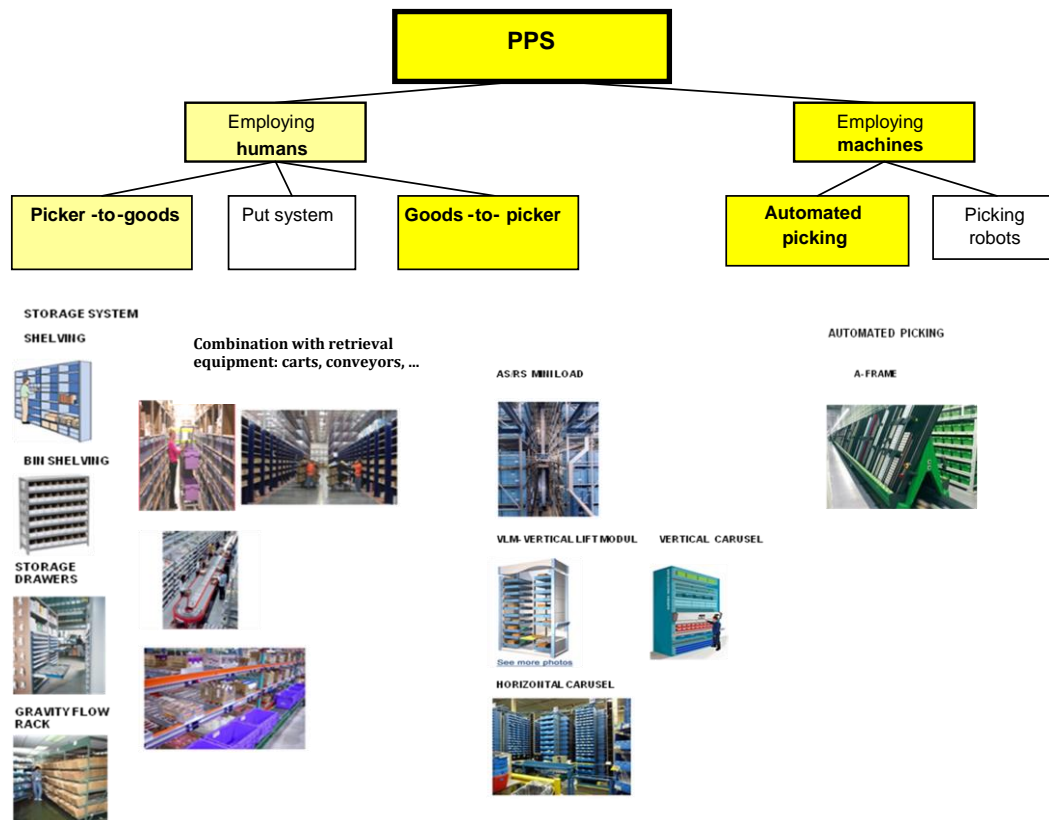 PPS
Employing
humans
Employing
machines
Picker -to-goods
Put system
Goods -to- picker
Automated
picking
Picking
robots
STORAGE SYSTEM
SHELVING
Combination with retrieval
equipment: carts, conveyors, ...
AUTOMATED PICKING
AS/RS MINILOAD
A-FRAME
BIN SHELVING
VLM- VERTICAL LIFT MODUL
VERTICAL CARUSEL
STORAGE
DRAWERS
See more photos
HORIZONTAL CARUSEL
GRAVITY FLOW
RACK